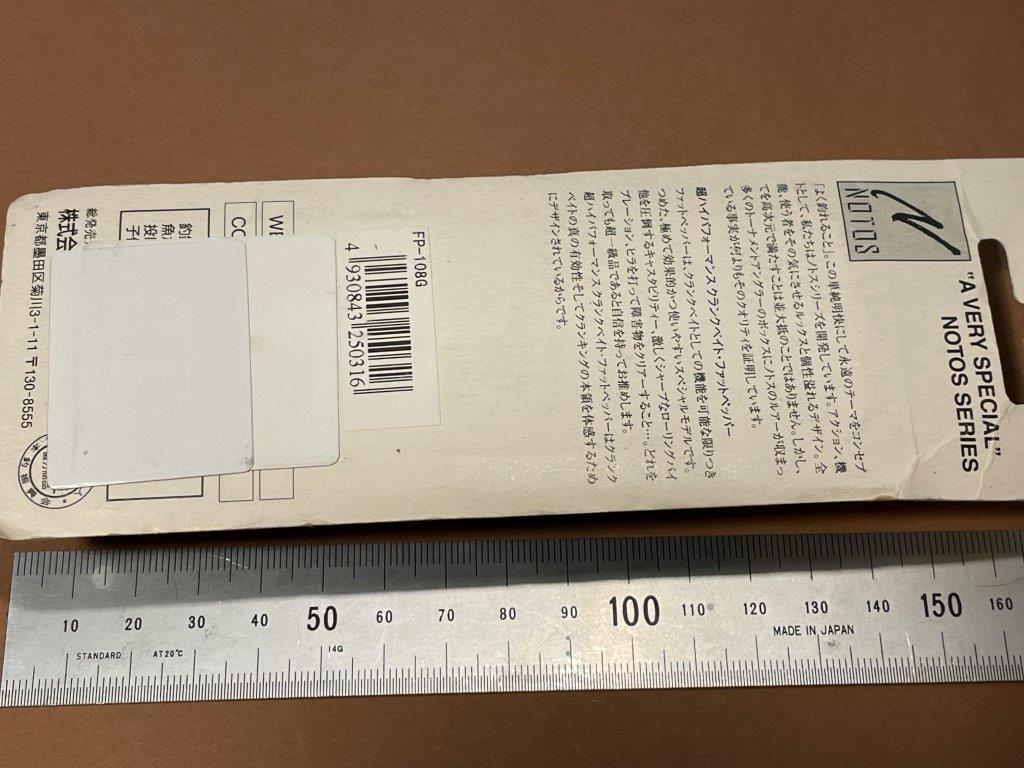 NOTOS
"A VERY SPECIAL"
NOTOS SERIES
「よく釣れること」。この単純明快にして永遠のテーマをコンセプ
トとして、私たちはノトスシリーズを開発しています。アクション、機
能、使う者をその気にさせるルックスと個性溢れるデザイン。全
てを高次元で満たすことは並大抵のことではありません。しかし、
多くのトーナメントアングラーのボックスにノトスのルアーが収まっ
ている事実が何よりもそのクオリティを証明しています。
超ハイパフォーマンスクランクベイト・ファットペッパー
ファットペッパーは、クランクベイトとしての機能を可能な限りつき
つめた、極めて効果的かつ使いやすいスペシャルモデルです。
他を圧倒するキャスタビリティー、激しくシャープなローリングバイ
ブレーション、ヒラを打って障害物をクリアーすること…。どれを
取っても超一級品であると自信を持ってお推めします。
超ハイパフォーマンスクランクベイト・ファットペッパーはクランク
ベイトの真の有効性そしてクランキングの本領を体感するため
にデザインされているからです。
FP-108G
4 930843 250316
WE
CO
釣
魚
投
総発売
株式会
東京都墨田区菊川3-1-11 〒130-8555
10 20 30 40 50 60 70 80 90 100 110 120 130 140 150 160
STANDARD AT 20℃ 14G MADE IN JAPAN